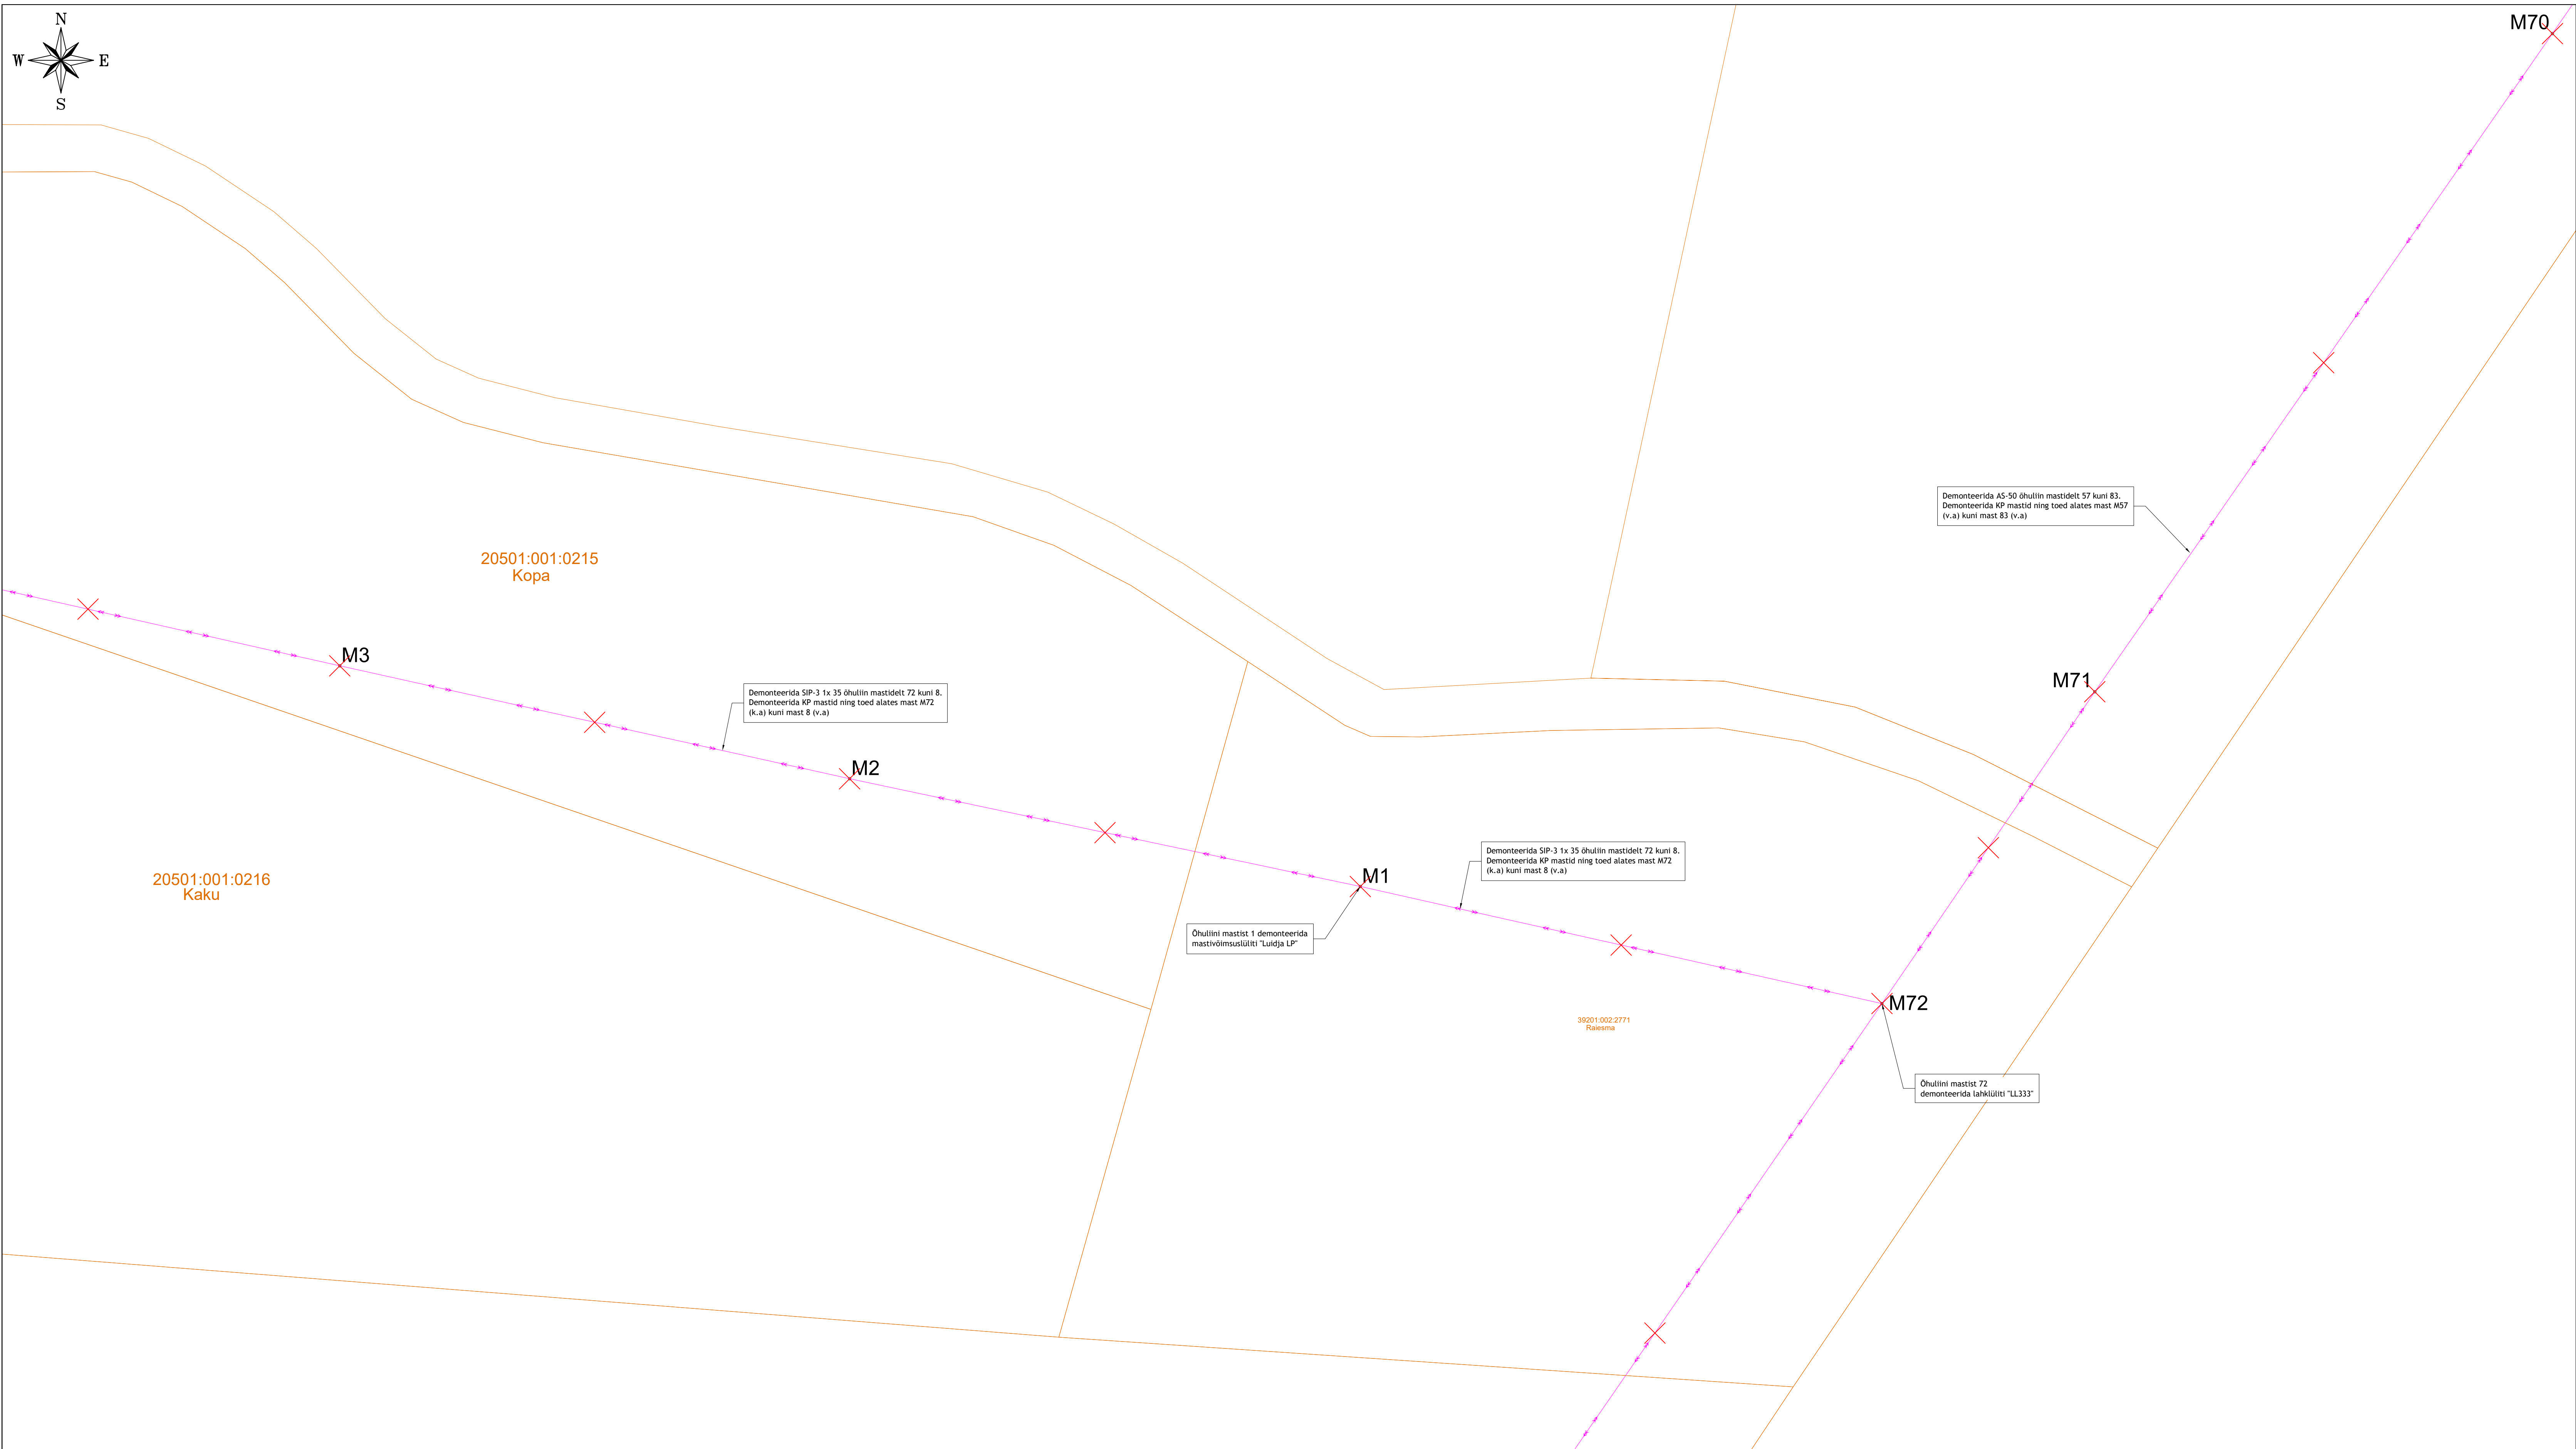 N
W E
S
M70
Demonteerida AS-50 õhuliin mastidelt 57 kuni 83.
Demonteerida KP mastid ning toed alates mast M57
(v.a) kuni mast 83 (v.a)
20501:001:0215
Kopa
M3
M71
Demonteerida SIP-3 1x 35 õhuliin mastidelt 72 kuni 8.
Demonteerida KP mastid ning toed alates mast M72
(k.a) kuni mast 8 (v.a)
M2
20501:001:0216
Kaku
M1
Demonteerida SIP-3 1x 35 õhuliin mastidelt 72 kuni 8.
Demonteerida KP mastid ning toed alates mast M72
(k.a) kuni mast 8 (v.a)
Õhuliini mastist 1 demonteerida
mastivõimsuslüliti "Luidja LP"
M72
39201:002:2771
Raiesma
Õhuliini mastist 72
demonteerida lahklüliti "LL333"